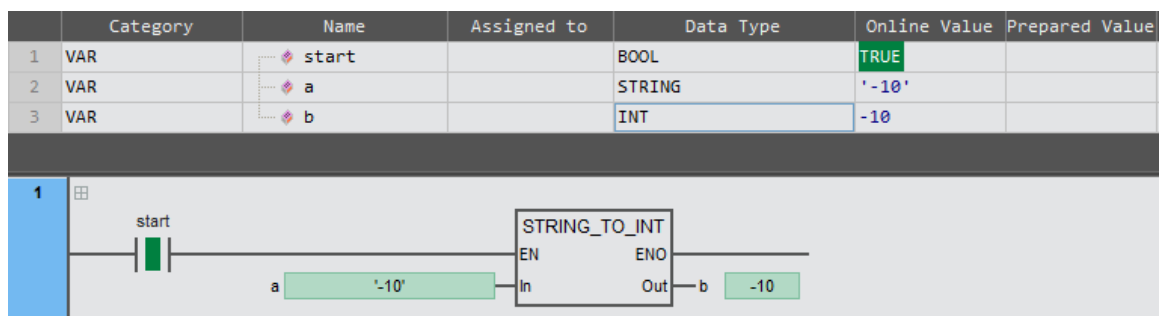 Category Name Assigned to Data Type Online Value Prepared Value
1 VAR start BOOL TRUE
2 VAR a STRING '-10'
3 VAR b INT -10
1
start
STRING_TO_INT
EN ENO
a '-10' In Out b -10